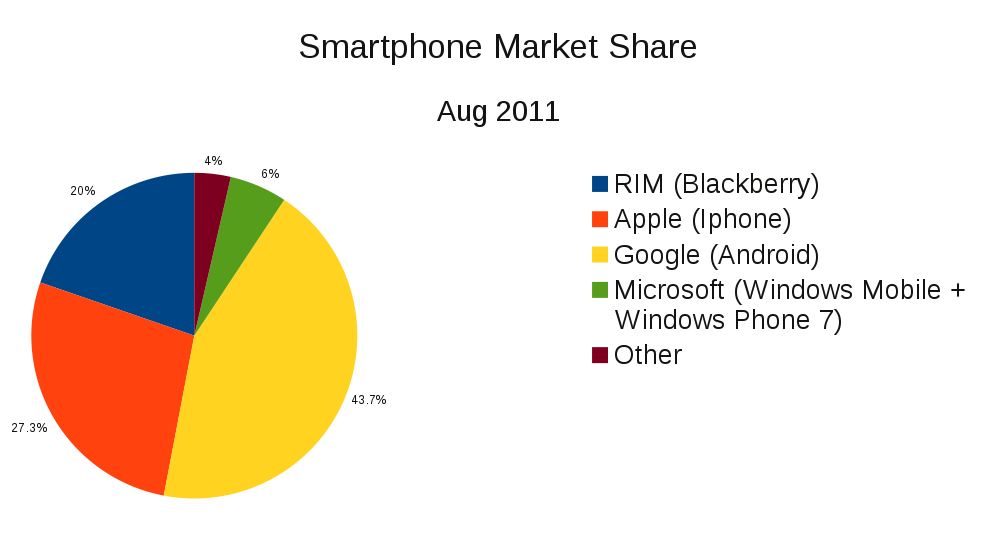 Smartphone Market Share
Aug 2011
4%
6%
20%
43.7%
27.3%
RIM (Blackberry)
Apple (Iphone)
Google (Android)
Microsoft (Windows Mobile +
Windows Phone 7)
Other